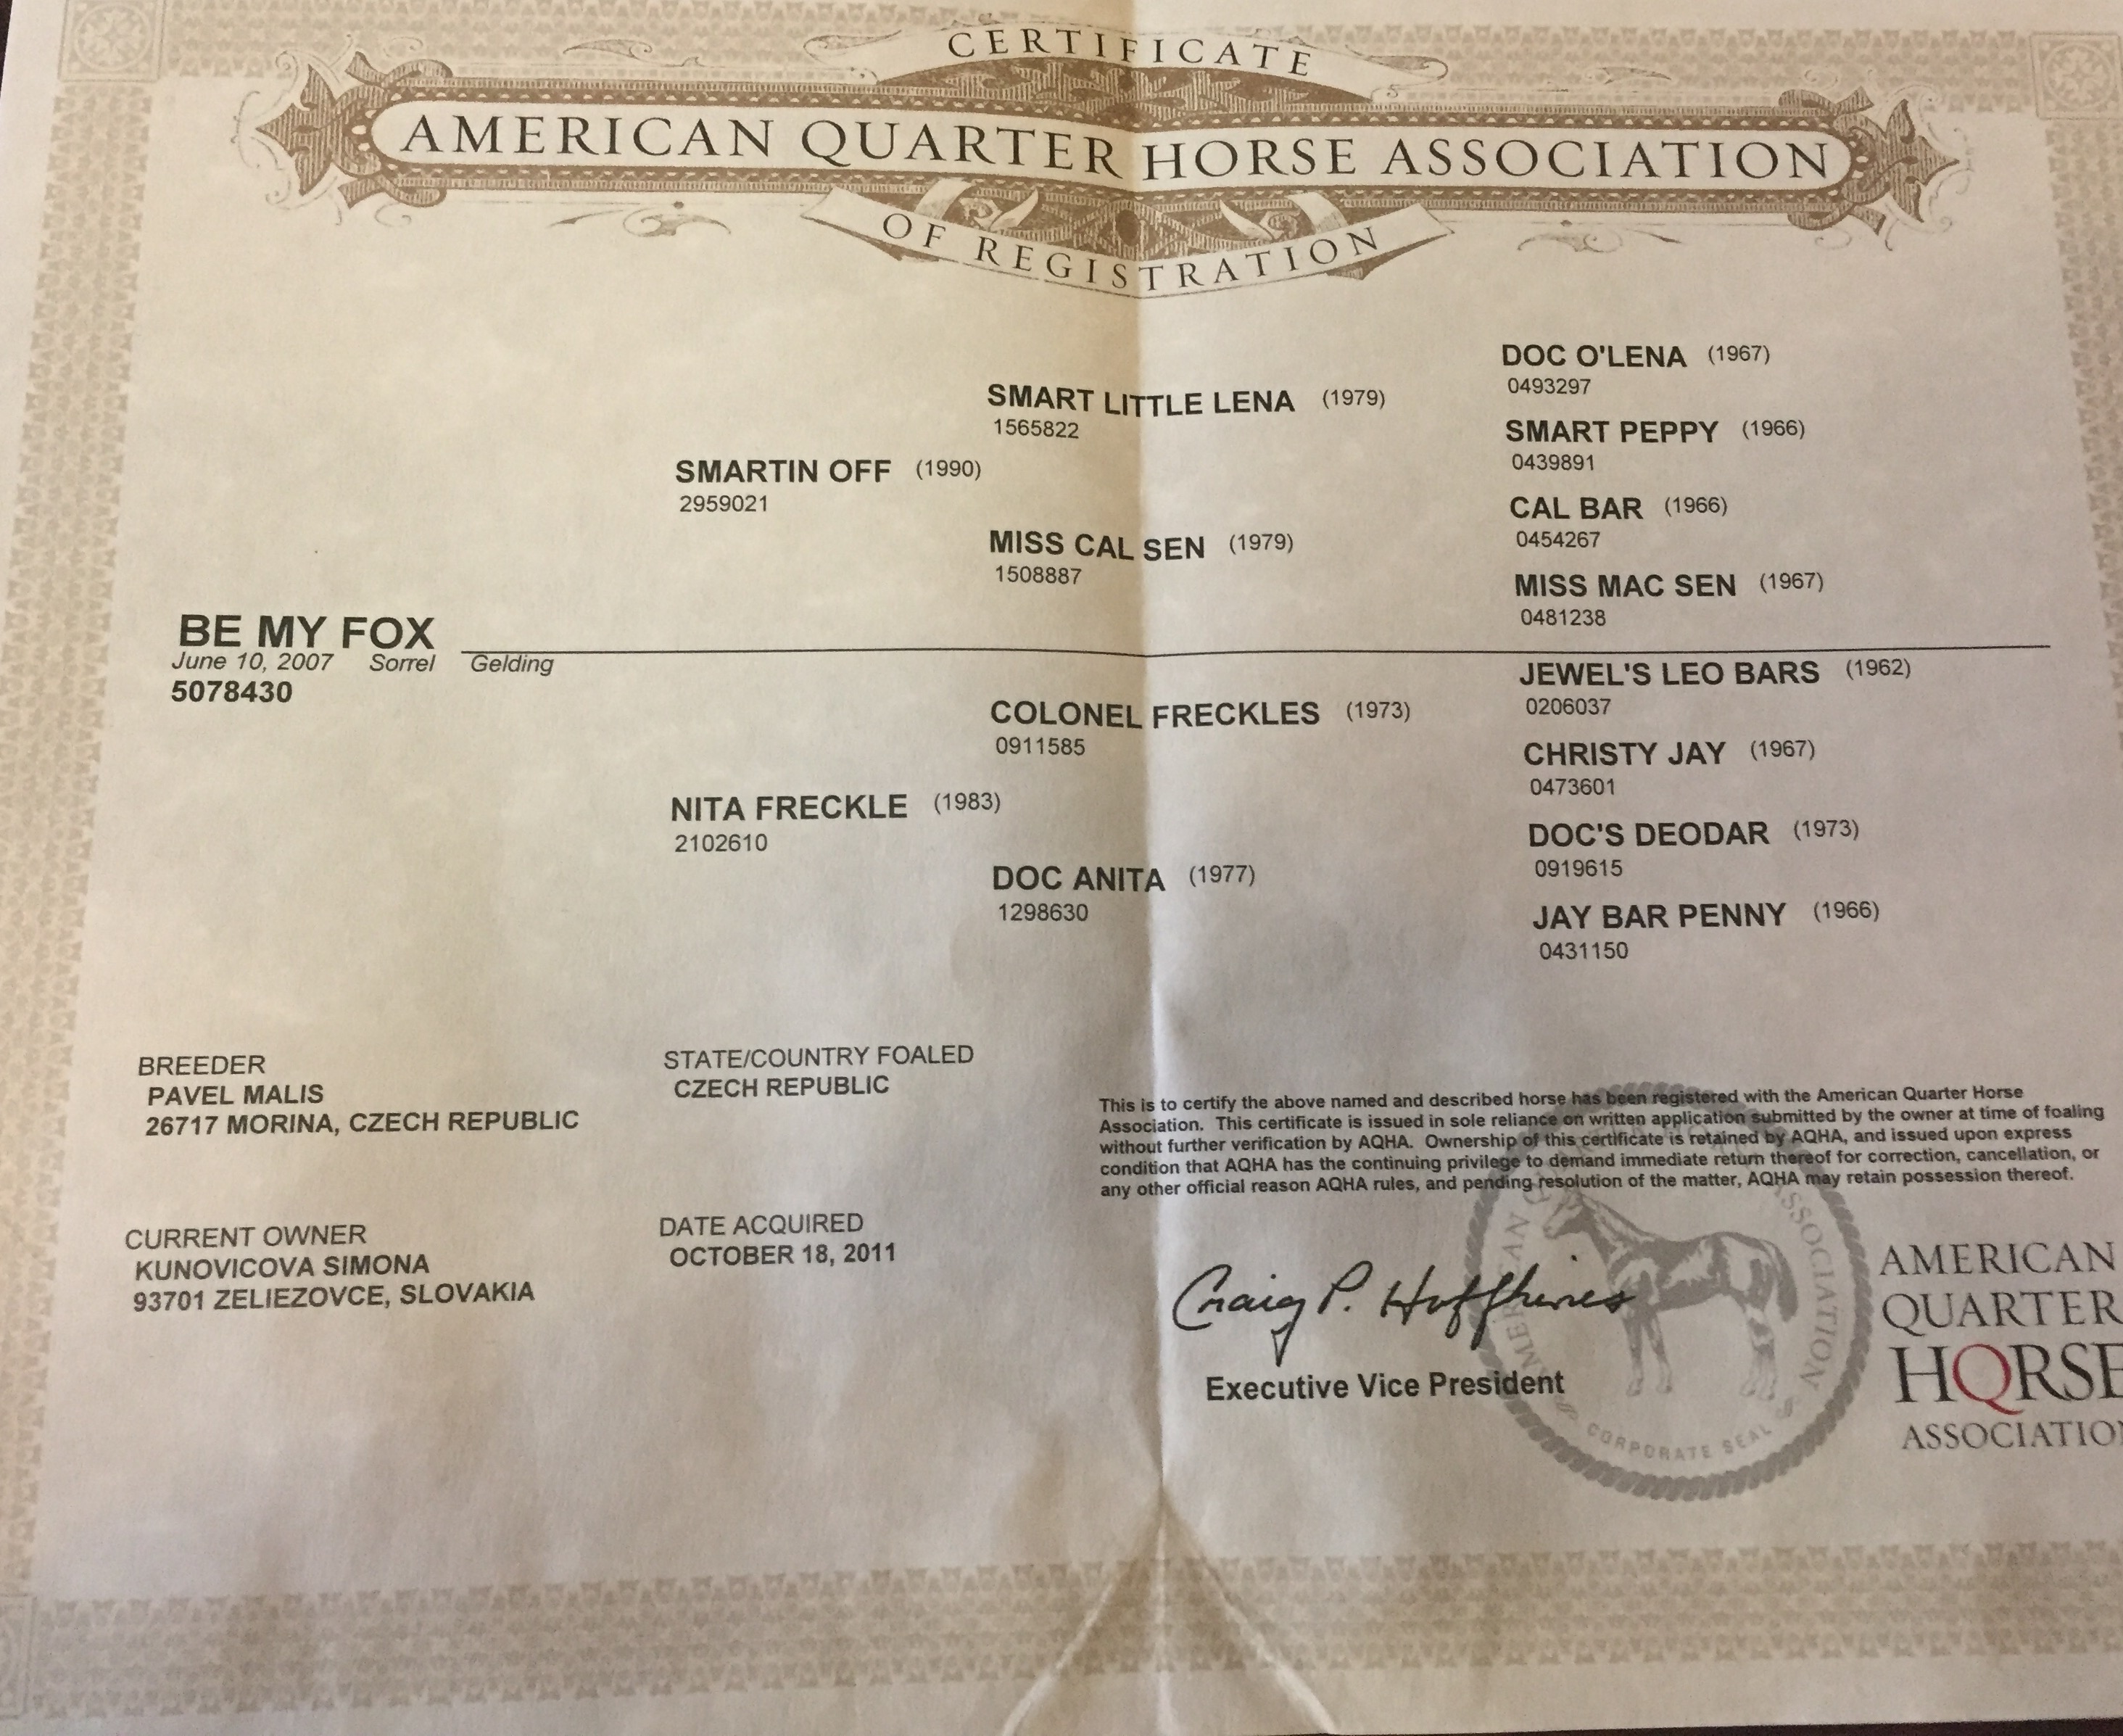 CERTIFICATE
AMERICAN QUARTER HORSE ASSOCIATION
OF REGISTRATION
DOC O'LENA (1967)
0493297
SMART LITTLE LENA (1979)
1565822
SMART PEPPY (1966)
0439891
SMARTIN OFF (1990)
2959021
CAL BAR (1966)
0454267
MISS CAL SEN (1979)
1508887
MISS MAC SEN (1967)
0481238
BE MY FOX
June 10, 2007 Sorrel Gelding
5078430
JEWEL'S LEO BARS (1962)
0206037
COLONEL FRECKLES (1973)
0911585
CHRISTY JAY (1967)
0473601
NITA FRECKLE (1983)
2102610
DOC'S DEODAR (1973)
0919615
DOC ANITA (1977)
1298630
JAY BAR PENNY (1966)
0431150
BREEDER
PAVEL MALIS
26717 MORINA, CZECH REPUBLIC
STATE/COUNTRY FOALED
CZECH REPUBLIC
This is to certify the above named and described horse has been registered with the American Quarter Horse
Association. This certificate is issued in sole reliance on written application submitted by the owner at time of foaling
without further verification by AQHA. Ownership of this certificate is retained by AQHA, and issued upon express
condition that AQHA has the continuing privilege to demand immediate return thereof for correction, cancellation, or
any other official reason AQHA rules, and pending resolution of the matter, AQHA may retain possession thereof.
CURRENT OWNER
KUNOVICOVA SIMONA
93701 ZELIEZOVCE, SLOVAKIA
DATE ACQUIRED
OCTOBER 18, 2011
Craig P. Huffhines
Executive Vice President
AMERICAN ASSOCIATION
CORPORATE SEAL
AMERICAN
QUARTER
HQRSE
ASSOCIATIO